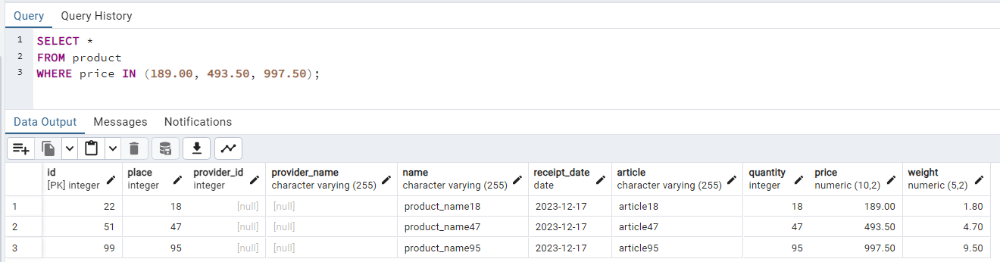 Query Query History
1 SELECT *
2 FROM product
3 WHERE price IN (189.00, 493.50, 997.50);
Data Output Messages Notifications
id place provider_id provider_name name receipt_date article quantity price weight
[PK] integer integer integer character varying (255) character varying (255) date character varying (255) integer numeric (10,2) numeric (5,2)
1 22 18 [null] [null] product_name18 2023-12-17 article18 18 189.00 1.80
2 51 47 [null] [null] product_name47 2023-12-17 article47 47 493.50 4.70
3 99 95 [null] [null] product_name95 2023-12-17 article95 95 997.50 9.50